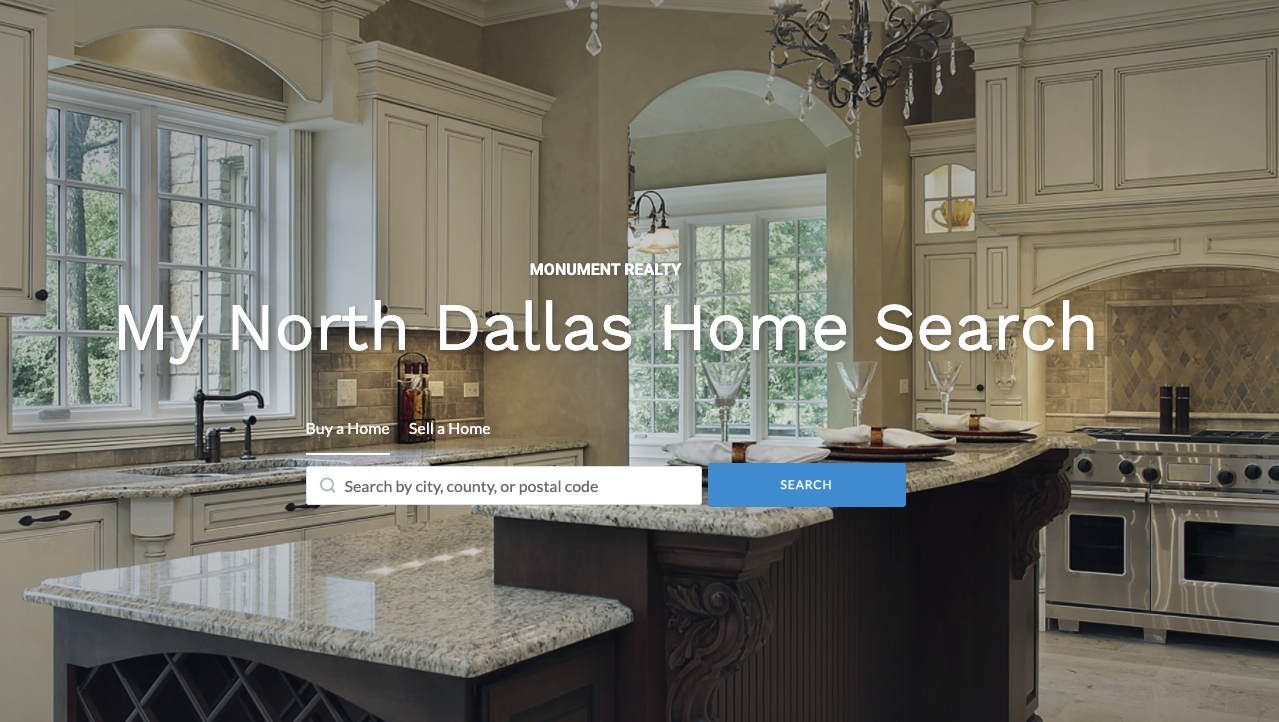 MONUMENT REALTY
My North Dallas Home Search
Buy a Home Sell a Home
Search by city, county, or postal code
SEARCH